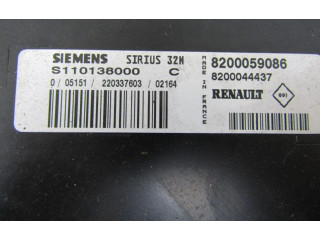 SIEMENS SIRIUS 32N
S110138000 C
0 / 05151 / 220337603 / 02164
MADE IN FRANCE
8200059086
8200044437
RENAULT